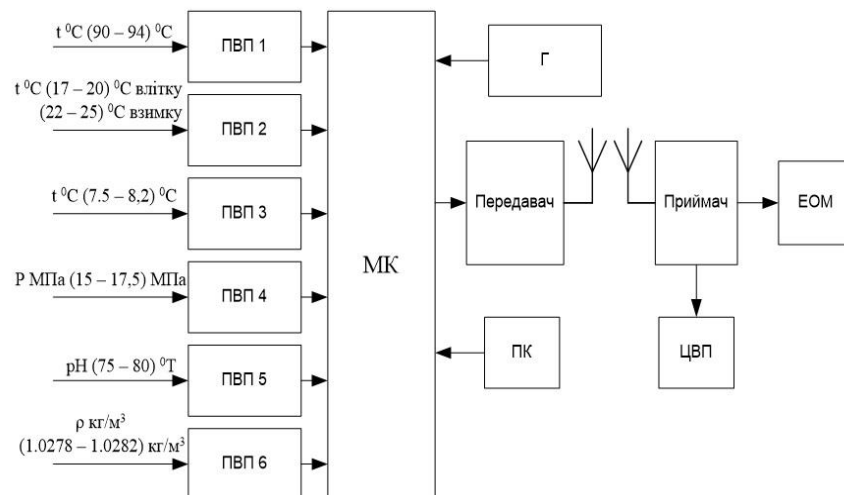 t ⁰C (90 – 94) ⁰C
ПВП 1
t ⁰C (17 – 20) ⁰C влітку
(22 – 25) ⁰C взимку
ПВП 2
t ⁰C (7.5 – 8,2) ⁰C
ПВП 3
Р МПа (15 – 17,5) МПа
ПВП 4
рН (75 – 80) ⁰Т
ПВП 5
ρ кг/м³
(1.0278 – 1.0282) кг/м³
ПВП 6
МК
Г
Передавач
Приймач
ЕОМ
ПК
ЦВП